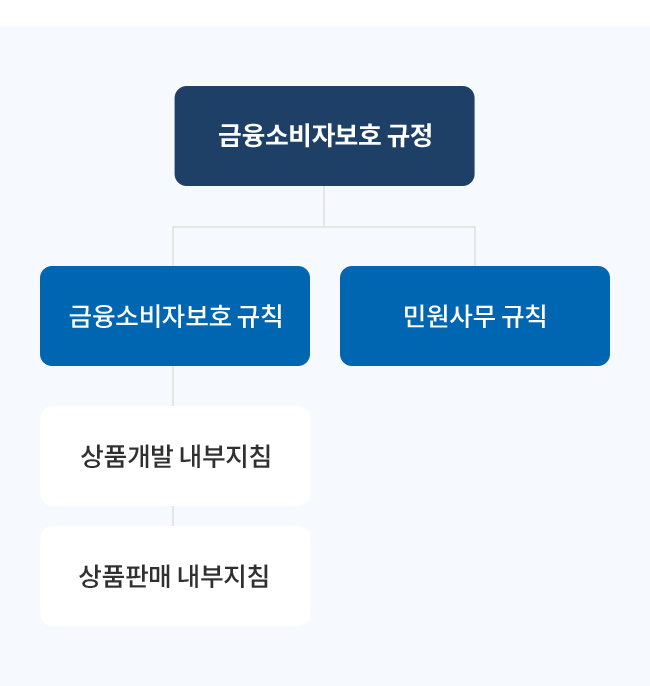 금융소비자보호 규정
금융소비자보호 규칙
민원사무 규칙
상품개발 내부지침
상품판매 내부지침